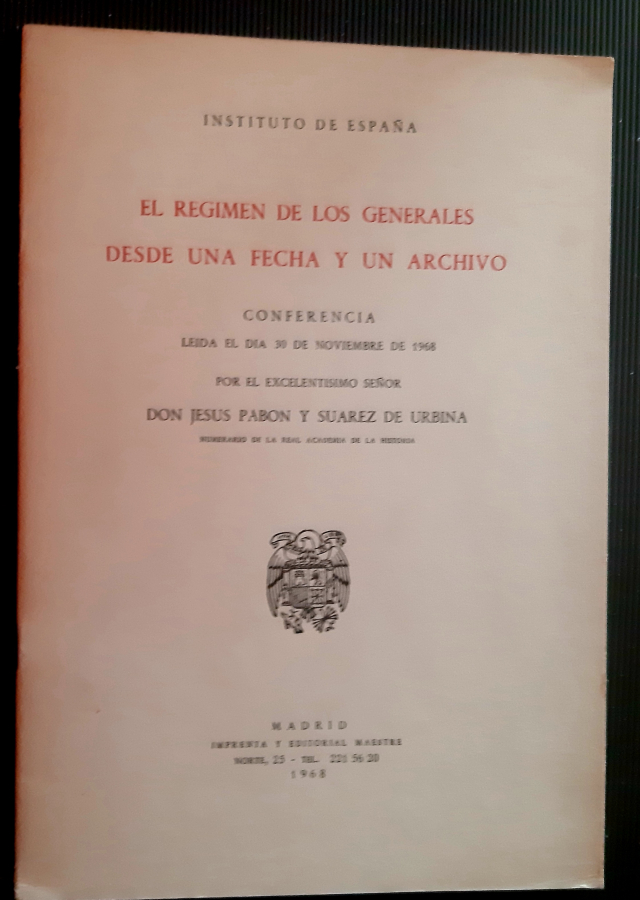 INSTITUTO DE ESPAÑA
EL REGIMEN DE LOS GENERALES
DESDE UNA FECHA Y UN ARCHIVO
CONFERENCIA
LEIDA EL DIA 30 DE NOVIEMBRE DE 1968
POR EL EXCELENTISIMO SEÑOR
DON JESUS PABON Y SUAREZ DE URBINA
NUMERARIO DE LA REAL ACADEMIA DE LA HISTORIA
MADRID
IMPRENTA Y EDITORIAL MAESTRE
NORTE, 25 - TEL. 221 56 20
1968